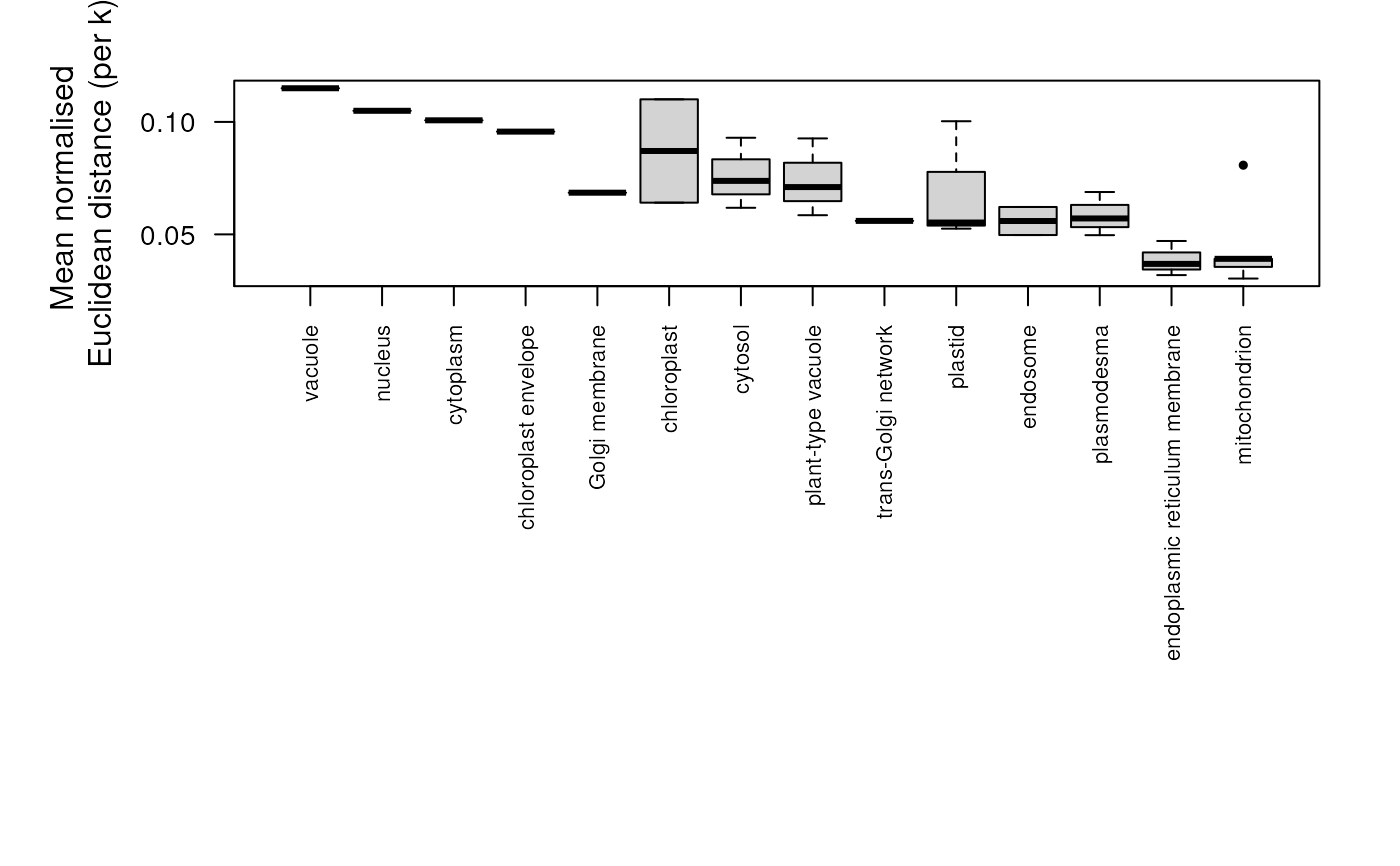 Mean normalised
Euclidean distance (per k)
0.10
0.05
vacuole
nucleus
cytoplasm
chloroplast envelope
Golgi membrane
chloroplast
cytosol
plant-type vacuole
trans-Golgi network
plastid
endosome
plasmodesma
endoplasmic reticulum membrane
mitochondrion